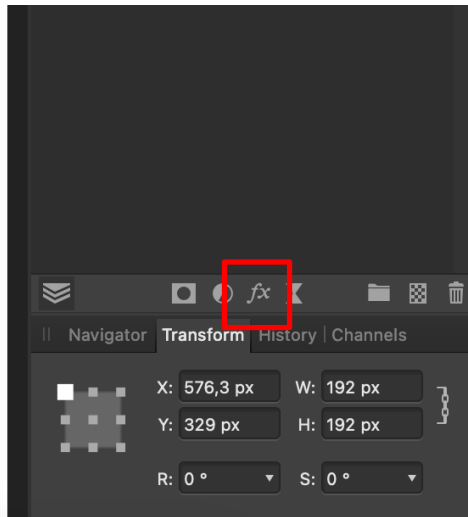 fx
Navigator Transform History | Channels
X: 576,3 px W: 192 px
Y: 329 px H: 192 px
R: 0 ° S: 0 °